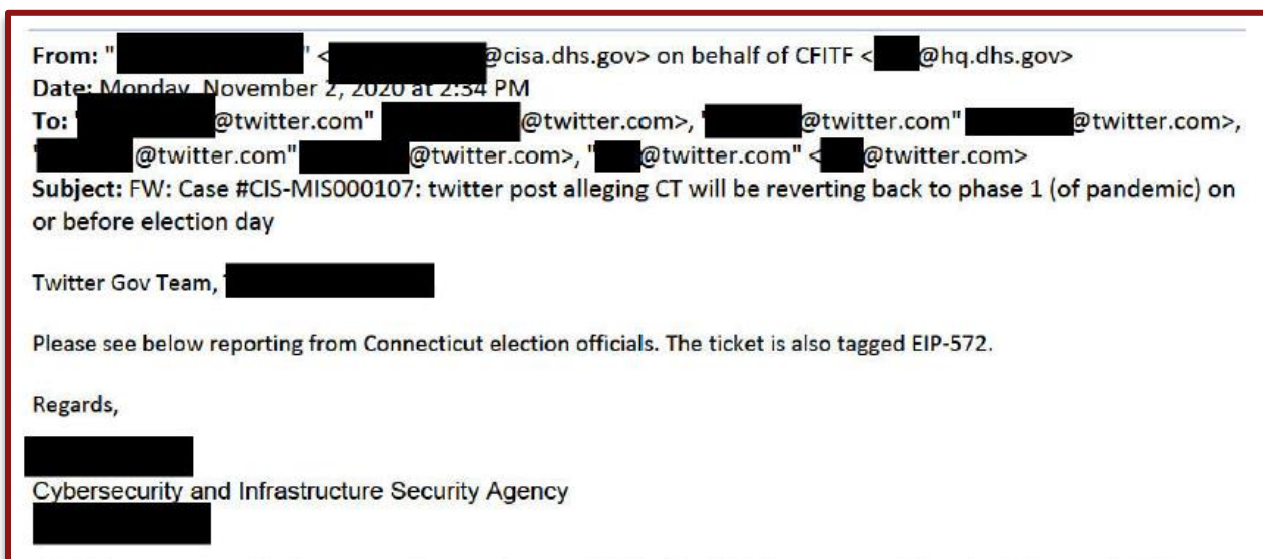 From: " " < @cisa.dhs.gov> on behalf of CFITF < @hq.dhs.gov>
Date: Monday, November 2, 2020 at 2:34 PM
To: " @twitter.com" @twitter.com>, " @twitter.com" @twitter.com>,
" @twitter.com" @twitter.com>, " @twitter.com" < @twitter.com>
Subject: FW: Case #CIS-MIS000107: twitter post alleging CT will be reverting back to phase 1 (of pandemic) on
or before election day
Twitter Gov Team,
Please see below reporting from Connecticut election officials. The ticket is also tagged EIP-572.
Regards,
Cybersecurity and Infrastructure Security Agency